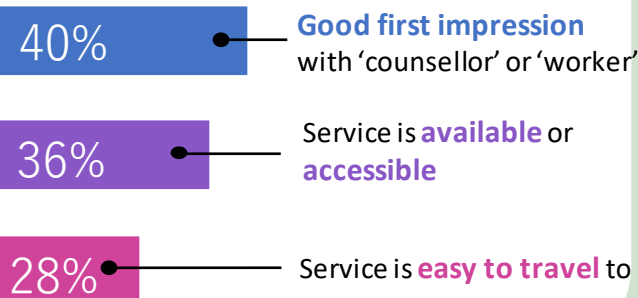 40%
Good first impression
with ‘counsellor’ or ‘worker’
36%
Service is available or
accessible
28%
Service is easy to travel to